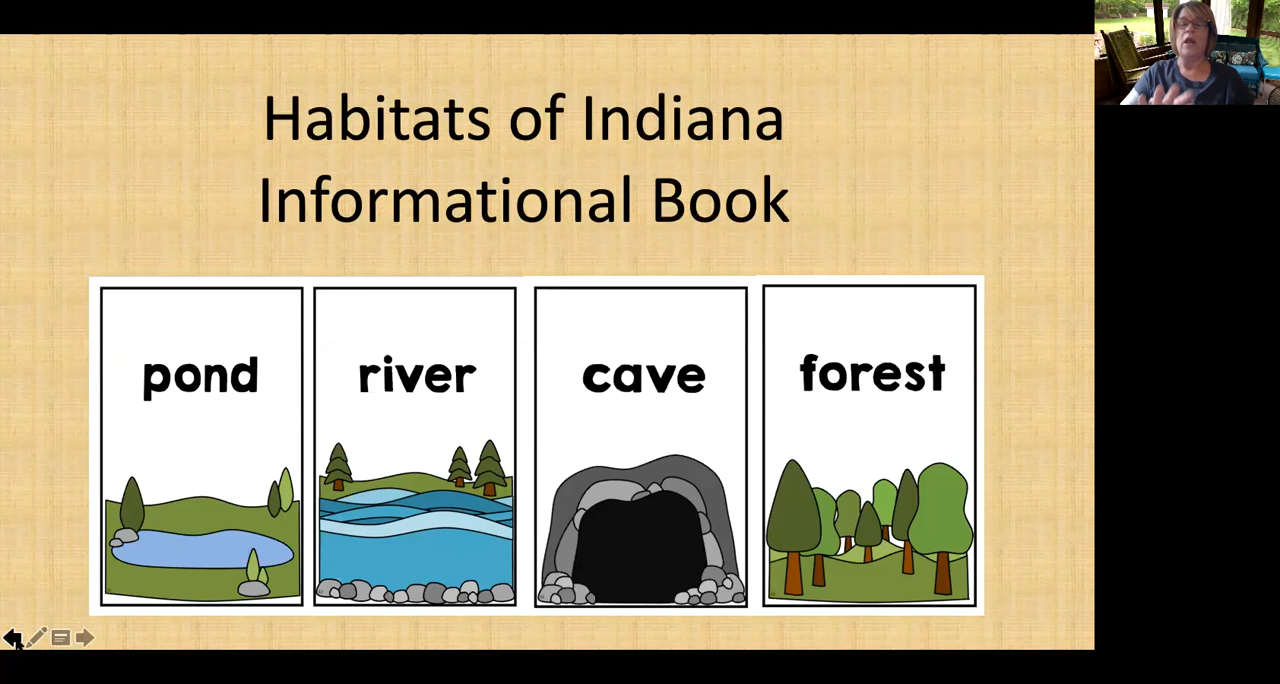 Habitats of Indiana
Informational Book
pond
river
cave
forest